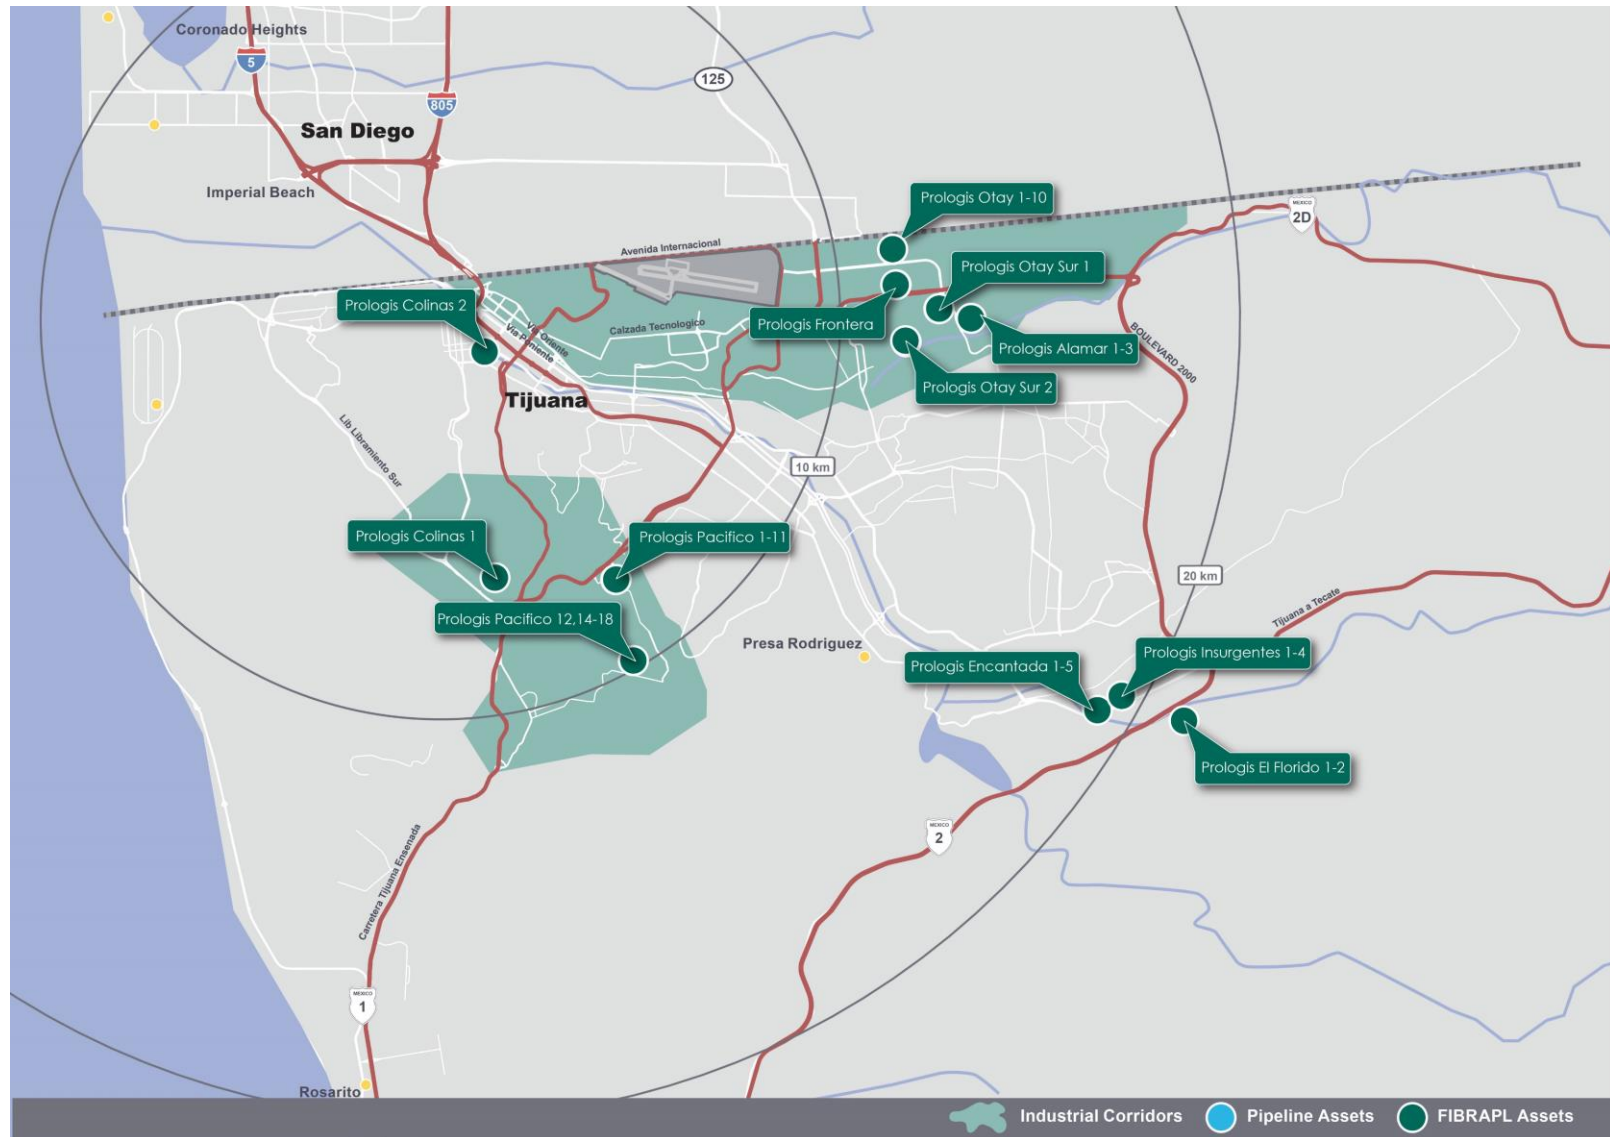 Coronado Heights
5
125
805
San Diego
Imperial Beach
Prologis Otay 1-10
MEXICO
2D
Avenida Internacional
Prologis Otay Sur 1
Prologis Colinas 2
Prologis Frontera
Calzada Tecnologico
Via Oriente
Via Poniente
Prologis Alamar 1-3
BOULEVARD 2000
Prologis Otay Sur 2
Tijuana
Lib Libramiento Sur
10 km
Prologis Colinas 1
Prologis Pacifico 1-11
20 km
Prologis Pacifico 12,14-18
Tijuana a Tecate
Presa Rodriguez
Prologis Insurgentes 1-4
Prologis Encantada 1-5
Prologis El Florido 1-2
MEXICO
2
Carretera Tijuana Ensenada
MEXICO
1
Rosarito
Industrial Corridors
Pipeline Assets
FIBRAPL Assets